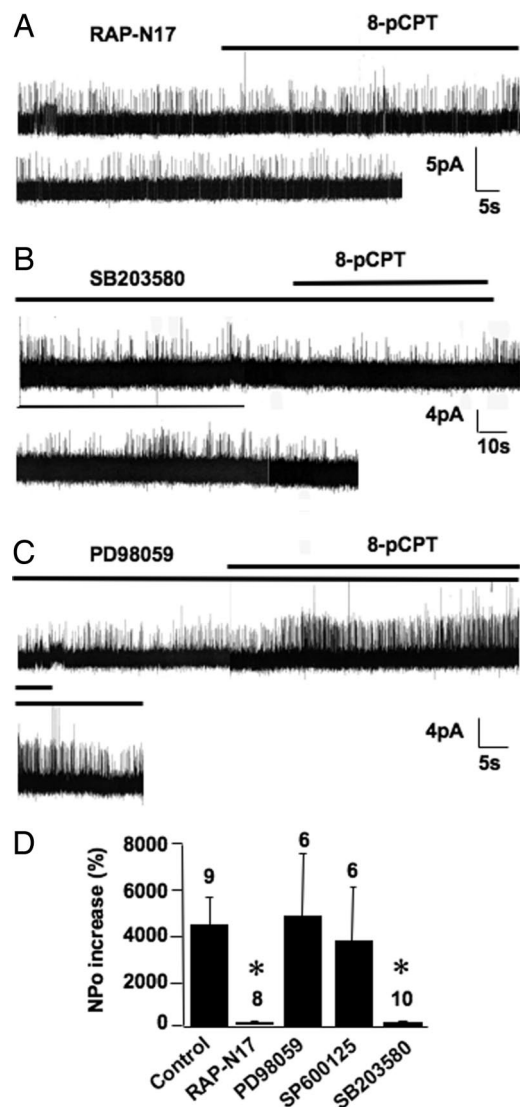 A
RAP-N17
8-pCPT
5pA
5s
B
8-pCPT
SB203580
4pA
10s
C
PD98059
8-pCPT
4pA
5s
D
NPo increase (%)
8000
6000
4000
2000
0
9
*
8
6
6
*
10
Control
RAP-N17
PD98059
SP600125
SB203580